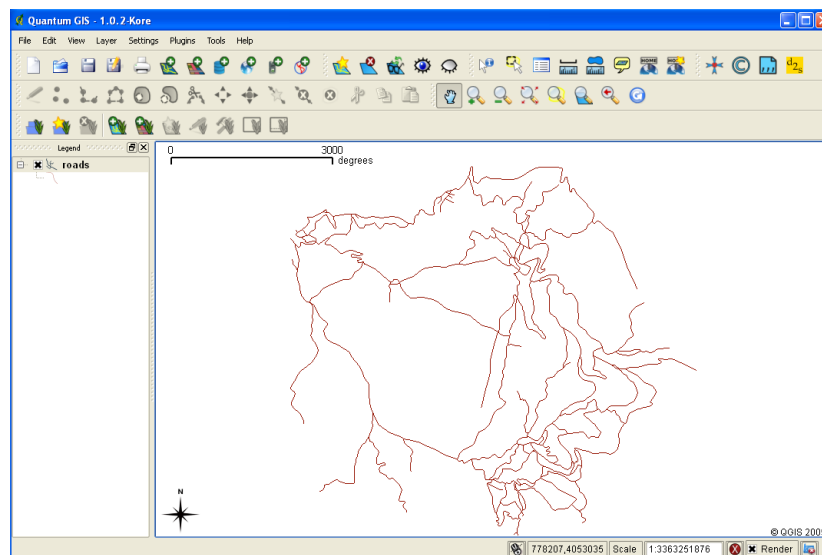 Quantum GIS - 1.0.2-Kore
File Edit View Layer Settings Plugins Tools Help
d2s
Legend
roads
0 3000
degrees
N
© QGIS 200
778207,4053035 Scale 1:3363251876 Render